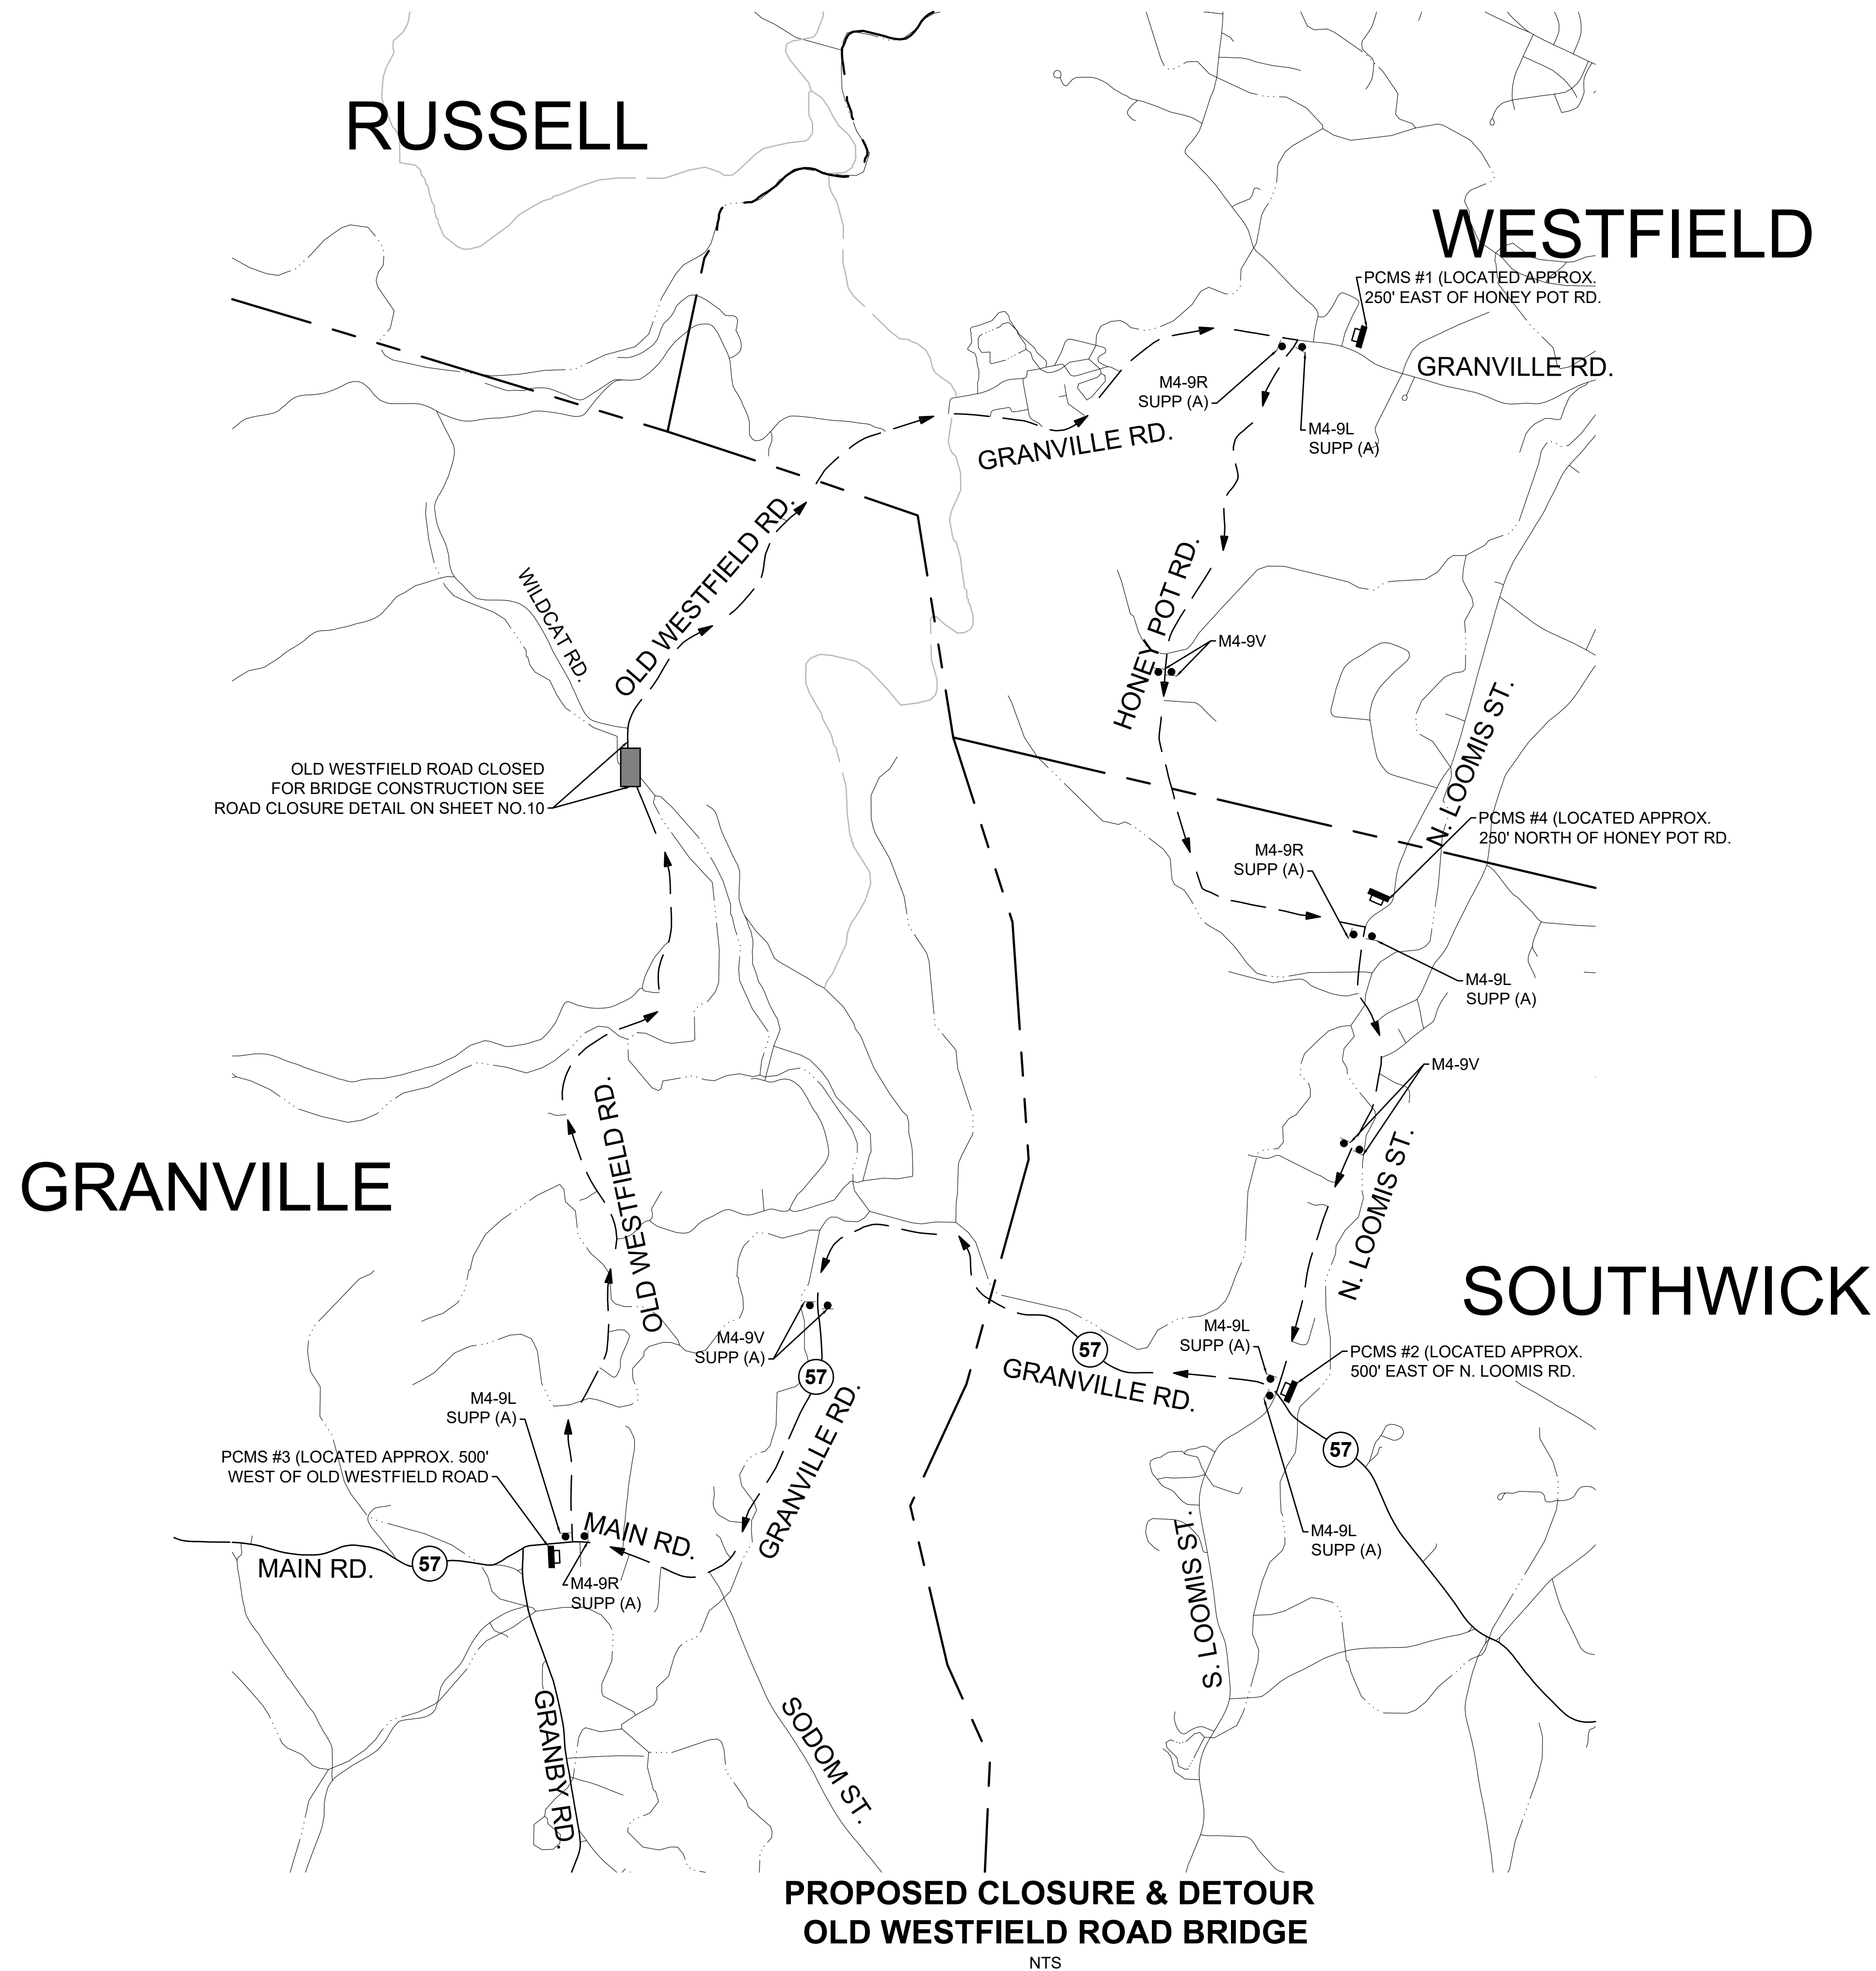 RUSSELL
WESTFIELD
PCMS #1 (LOCATED APPROX.
250' EAST OF HONEY POT RD.
GRANVILLE RD.
M4-9R
SUPP (A)
M4-9L
SUPP (A)
GRANVILLE RD.
OLD WESTFIELD RD.
WILDCAT RD.
HONEY POT RD.
M4-9V
N. LOOMIS ST.
OLD WESTFIELD ROAD CLOSED
FOR BRIDGE CONSTRUCTION SEE
ROAD CLOSURE DETAIL ON SHEET NO.10
PCMS #4 (LOCATED APPROX.
250' NORTH OF HONEY POT RD.
M4-9R
SUPP (A)
M4-9L
SUPP (A)
M4-9V
OLD WESTFIELD RD.
GRANVILLE
N. LOOMIS ST.
SOUTHWICK
M4-9V
SUPP (A)
57
GRANVILLE RD.
57
GRANVILLE RD.
M4-9L
SUPP (A)
PCMS #2 (LOCATED APPROX.
500' EAST OF N. LOOMIS RD.
57
M4-9L
SUPP (A)
M4-9L
SUPP (A)
PCMS #3 (LOCATED APPROX. 500'
WEST OF OLD WESTFIELD ROAD
MAIN RD.
MAIN RD.
57
M4-9R
SUPP (A)
S. LOOMIS ST.
GRANBY RD.
SODOM ST.
PROPOSED CLOSURE & DETOUR
OLD WESTFIELD ROAD BRIDGE
NTS